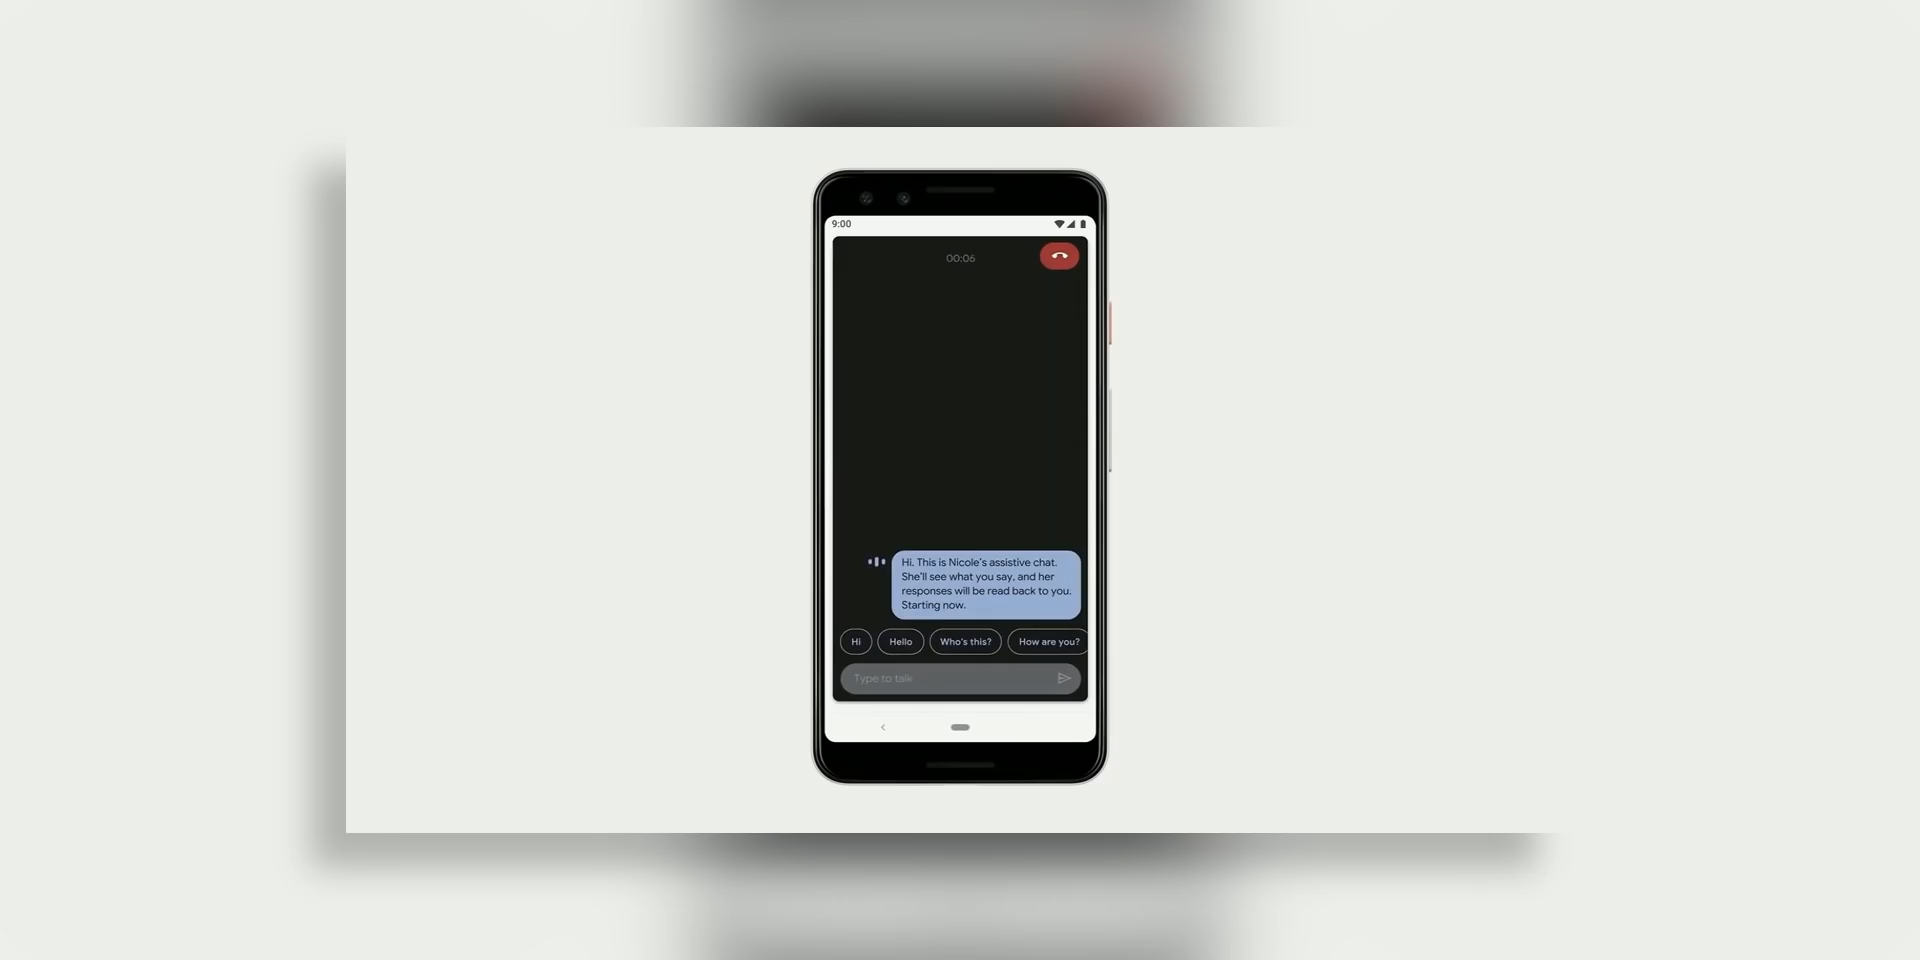 9:00
00:06
Hi. This is Nicole's assistive chat.
She'll see what you say, and her
responses will be read back to you.
Starting now.
Hi Hello Who's this? How are you?
Type to talk